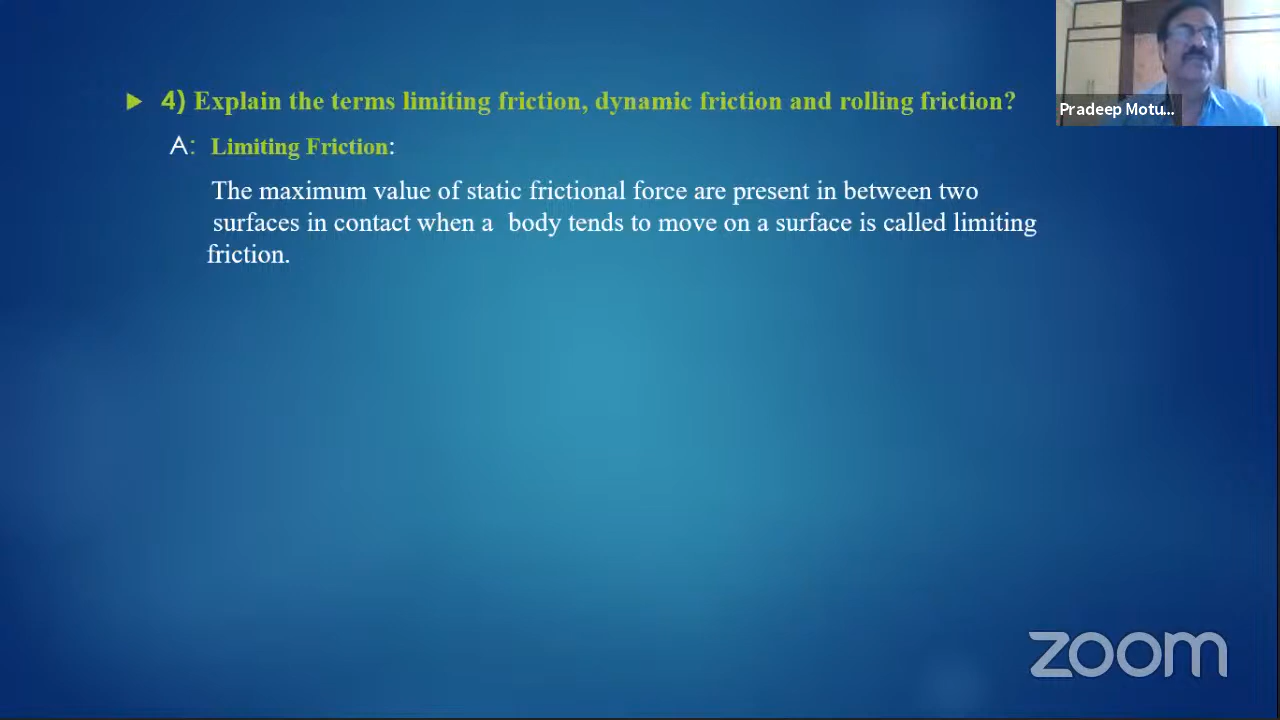 4) Explain the terms limiting friction, dynamic friction and rolling friction?
Pradeep Motu...
A: Limiting Friction:
The maximum value of static frictional force are present in between two
surfaces in contact when a body tends to move on a surface is called limiting
friction.
zoom